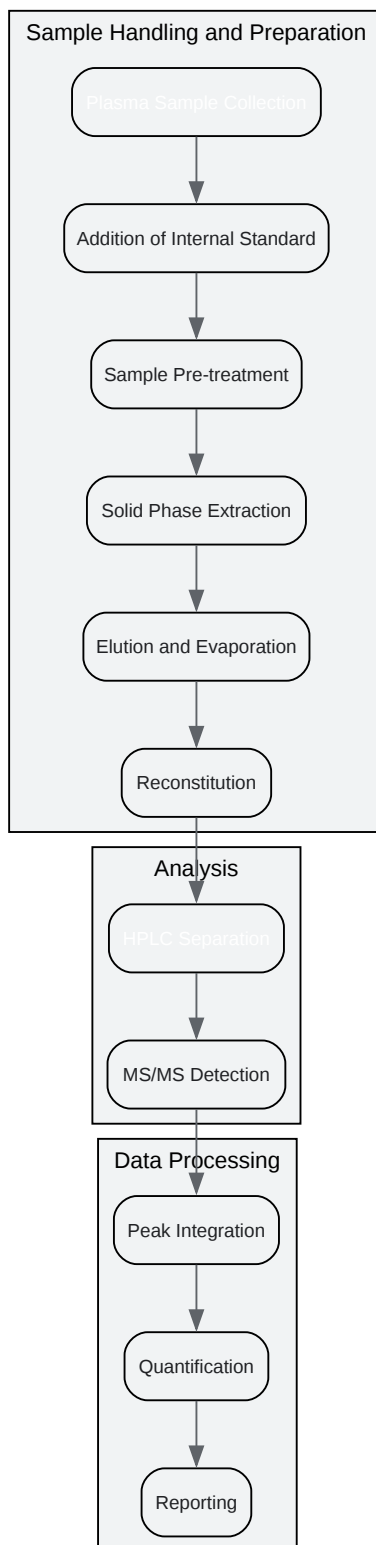 Sample Handling and Preparation
Plasma Sample Collection
Addition of Internal Standard
Sample Pre-treatment
Solid Phase Extraction
Elution and Evaporation
Reconstitution
Analysis
HPLC Separation
MS/MS Detection
Data Processing
Peak Integration
Quantification
Reporting